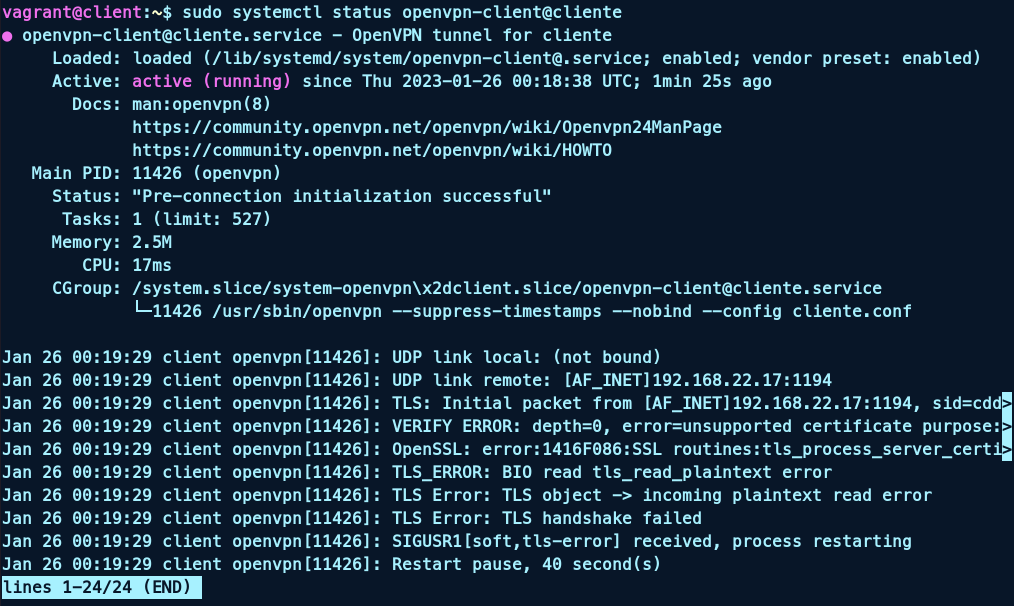 vagrant@client:~$ sudo systemctl status openvpn-client@cliente
● openvpn-client@cliente.service - OpenVPN tunnel for cliente
Loaded: loaded (/lib/systemd/system/openvpn-client@.service; enabled; vendor preset: enabled)
Active: active (running) since Thu 2023-01-26 00:18:38 UTC; 1min 25s ago
Docs: man:openvpn(8)
https://community.openvpn.net/openvpn/wiki/Openvpn24ManPage
https://community.openvpn.net/openvpn/wiki/HOWTO
Main PID: 11426 (openvpn)
Status: "Pre-connection initialization successful"
Tasks: 1 (limit: 527)
Memory: 2.5M
CPU: 17ms
CGroup: /system.slice/system-openvpn\x2dclient.slice/openvpn-client@cliente.service
└─11426 /usr/sbin/openvpn --suppress-timestamps --nobind --config cliente.conf
Jan 26 00:19:29 client openvpn[11426]: UDP link local: (not bound)
Jan 26 00:19:29 client openvpn[11426]: UDP link remote: [AF_INET]192.168.22.17:1194
Jan 26 00:19:29 client openvpn[11426]: TLS: Initial packet from [AF_INET]192.168.22.17:1194, sid=cdd>
Jan 26 00:19:29 client openvpn[11426]: VERIFY ERROR: depth=0, error=unsupported certificate purpose:>
Jan 26 00:19:29 client openvpn[11426]: OpenSSL: error:1416F086:SSL routines:tls_process_server_certi>
Jan 26 00:19:29 client openvpn[11426]: TLS_ERROR: BIO read tls_read_plaintext error
Jan 26 00:19:29 client openvpn[11426]: TLS Error: TLS object -> incoming plaintext read error
Jan 26 00:19:29 client openvpn[11426]: TLS Error: TLS handshake failed
Jan 26 00:19:29 client openvpn[11426]: SIGUSR1[soft,tls-error] received, process restarting
Jan 26 00:19:29 client openvpn[11426]: Restart pause, 40 second(s)
lines 1-24/24 (END)